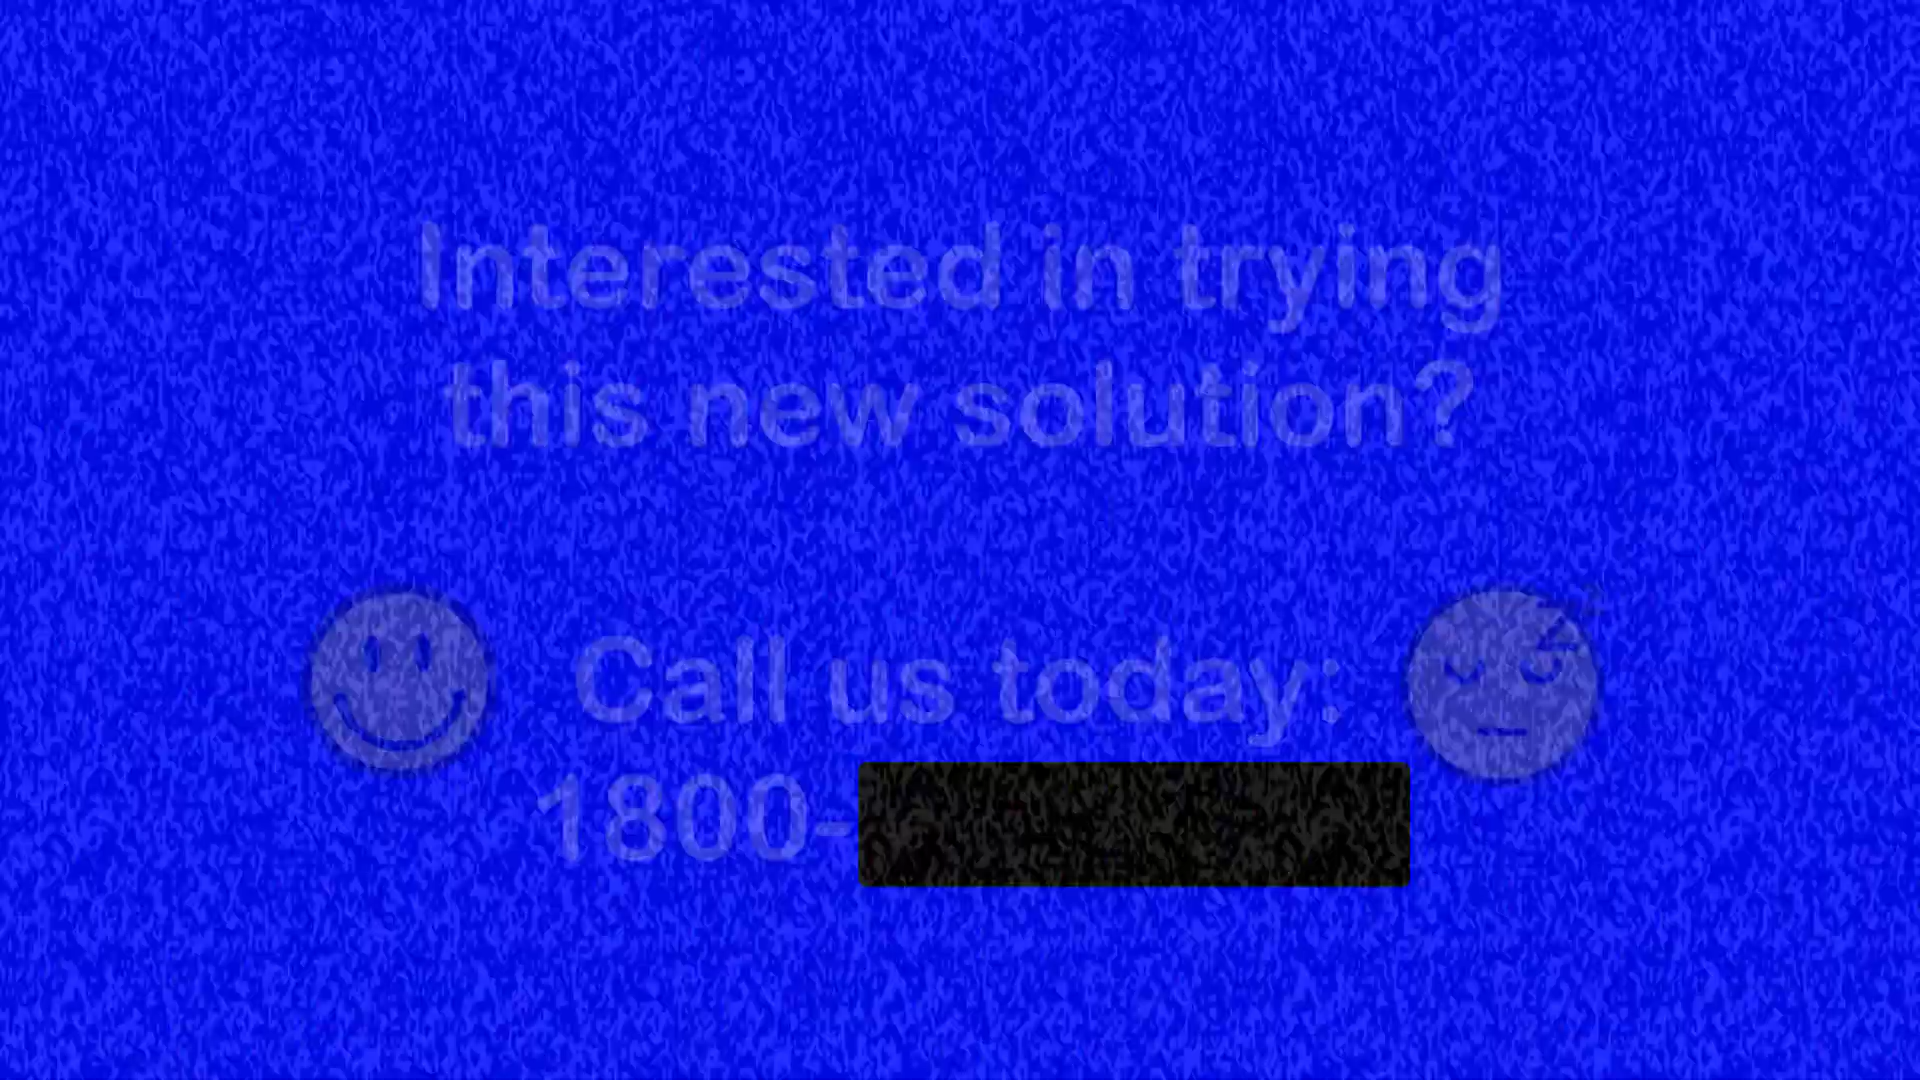 Interested in trying
this new solution?
Call us today:
1800-